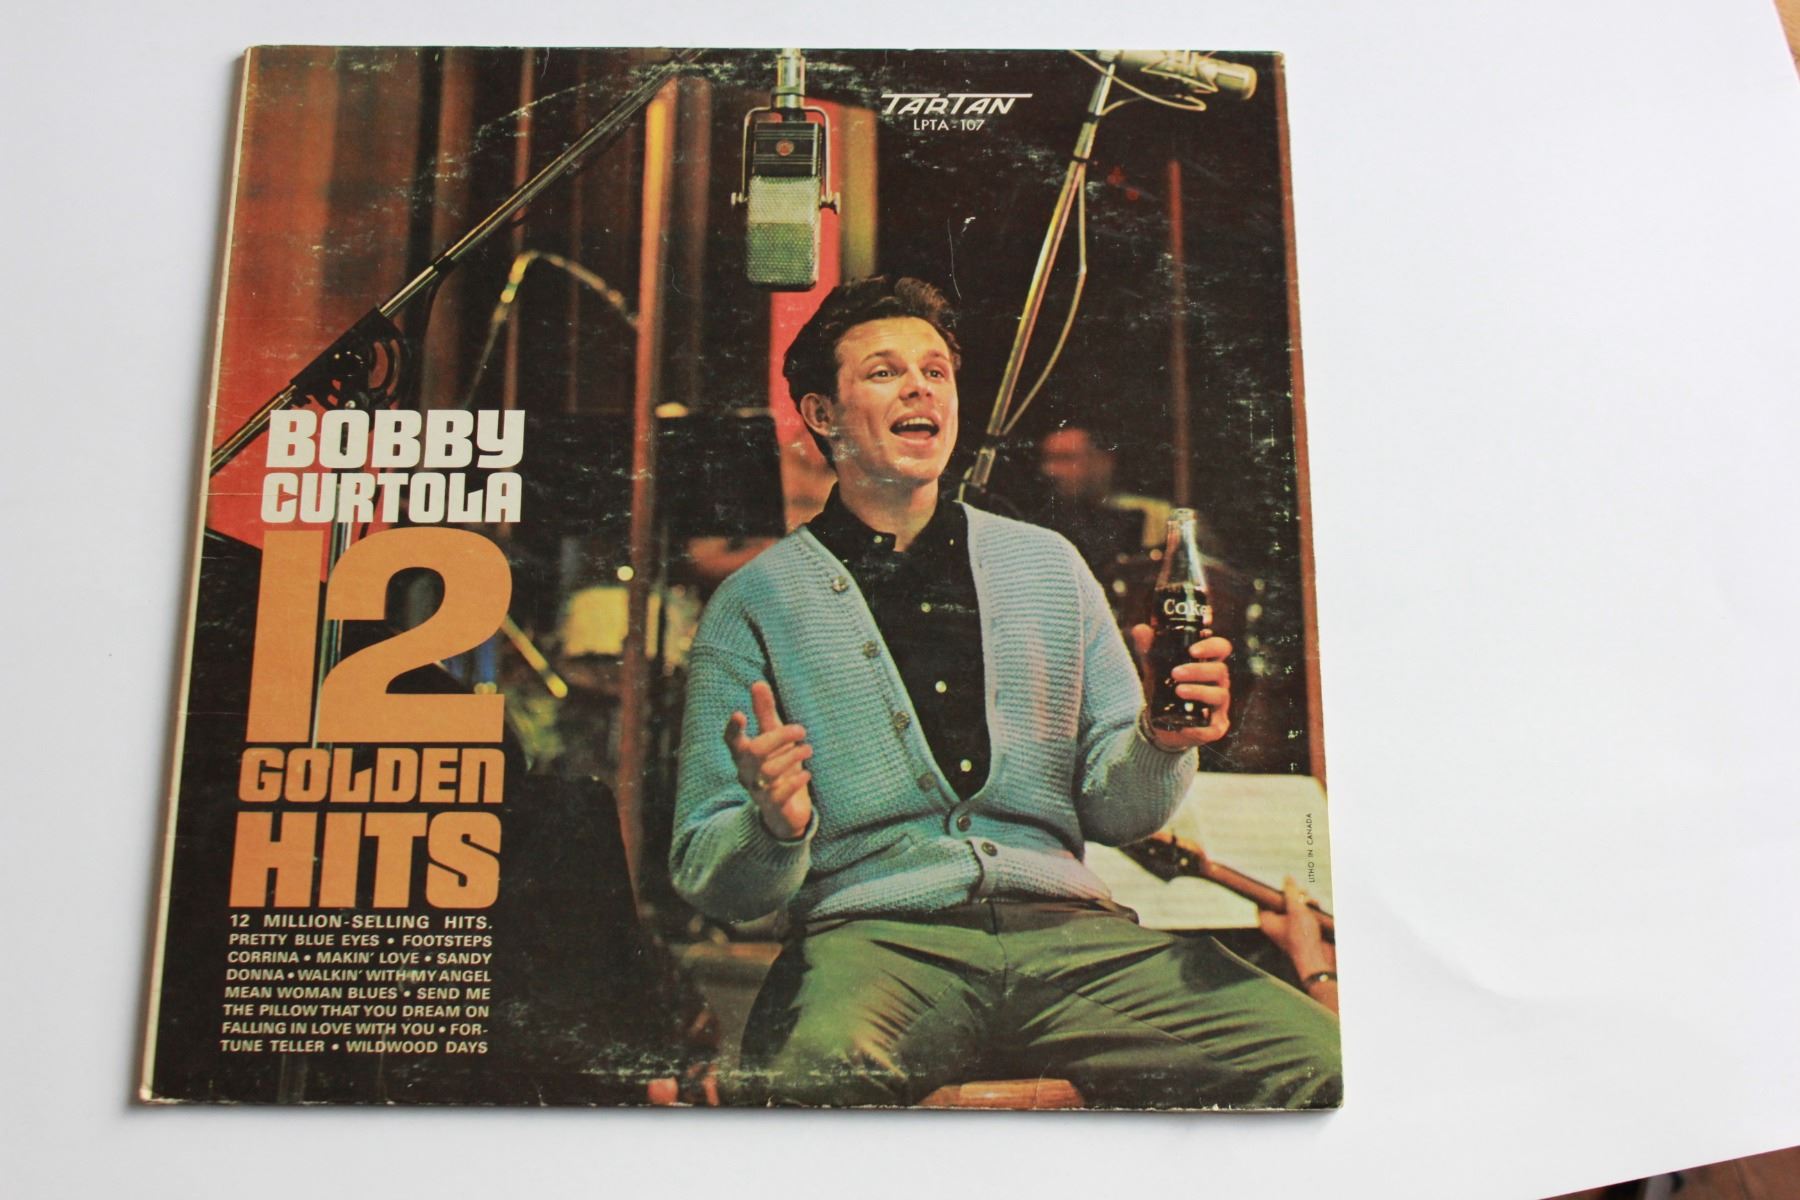 TARTAN
LPTA-107
BOBBY
CURTOLA
12
GOLDEN
HITS
12 MILLION-SELLING HITS.
PRETTY BLUE EYES • FOOTSTEPS
CORRINA • MAKIN' LOVE • SANDY
DONNA • WALKIN' WITH MY ANGEL
MEAN WOMAN BLUES • SEND ME
THE PILLOW THAT YOU DREAM ON
FALLING IN LOVE WITH YOU • FOR-
TUNE TELLER • WILDWOOD DAYS
Coke
LITHO IN CANADA